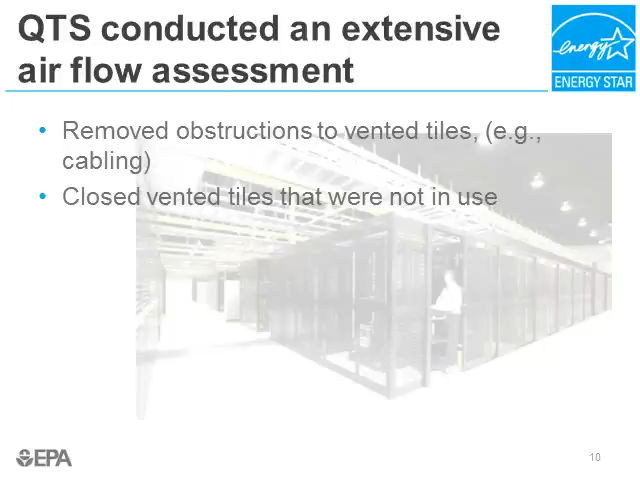 QTS conducted an extensive
air flow assessment
energy
ENERGY STAR
• Removed obstructions to vented tiles, (e.g.,
cabling)
• Closed vented tiles that were not in use
EPA
10